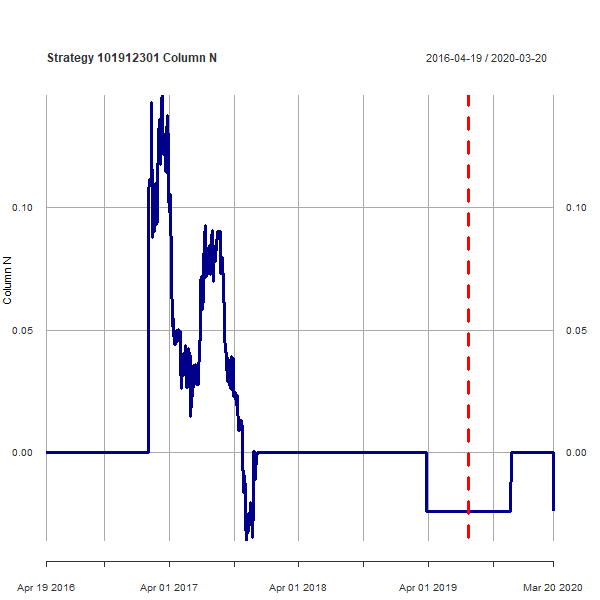 Strategy 101912301 Column N
2016-04-19 / 2020-03-20
0.10
0.10
Column N
0.05
0.05
0.00
0.00
Apr 19 2016
Apr 01 2017
Apr 01 2018
Apr 01 2019
Mar 20 2020